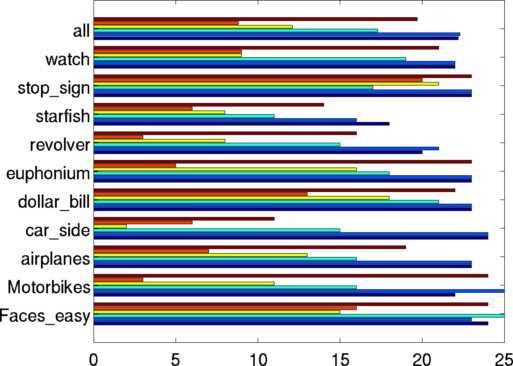 all
watch
stop_sign
starfish
revolver
euphonium
dollar_bill
car_side
airplanes
Motorbikes
Faces_easy
0 5 10 15 20 25